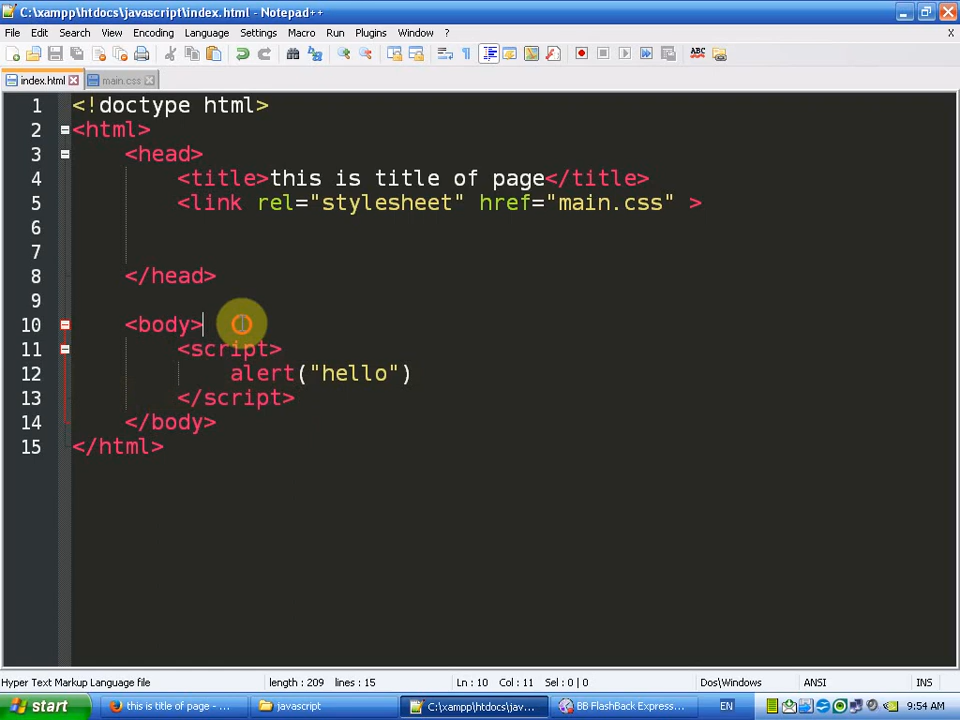 C:\xampp\htdocs\javascript\index.html - Notepad++
File Edit Search View Encoding Language Settings Macro Run Plugins Window ? X
index.html main.css
1 <!doctype html>
2 <html>
3 <head>
4 <title>this is title of page</title>
5 <link rel="stylesheet" href="main.css" >
6
7
8 </head>
9
10 <body>
11 <script>
12 alert("hello")
13 </script>
14 </body>
15 </html>
Hyper Text Markup Language file length : 209 lines : 15 Ln : 10 Col : 11 Sel : 0 | 0 Dos\Windows ANSI INS
start this is title of page - ... javascript C:\xampp\htdocs\jav... BB FlashBack Express... EN 9:54 AM